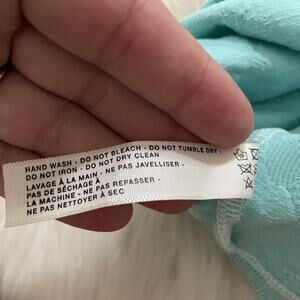 HAND WASH - DO NOT BLEACH - DO NOT TUMBLE DRY -
DO NOT IRON - DO NOT DRY CLEAN
LAVAGE À LA MAIN - NE PAS JAVELLISER -
PAS DE SÉCHAGE À
LA MACHINE - NE PAS REPASSER -
NE PAS NETTOYER À SEC